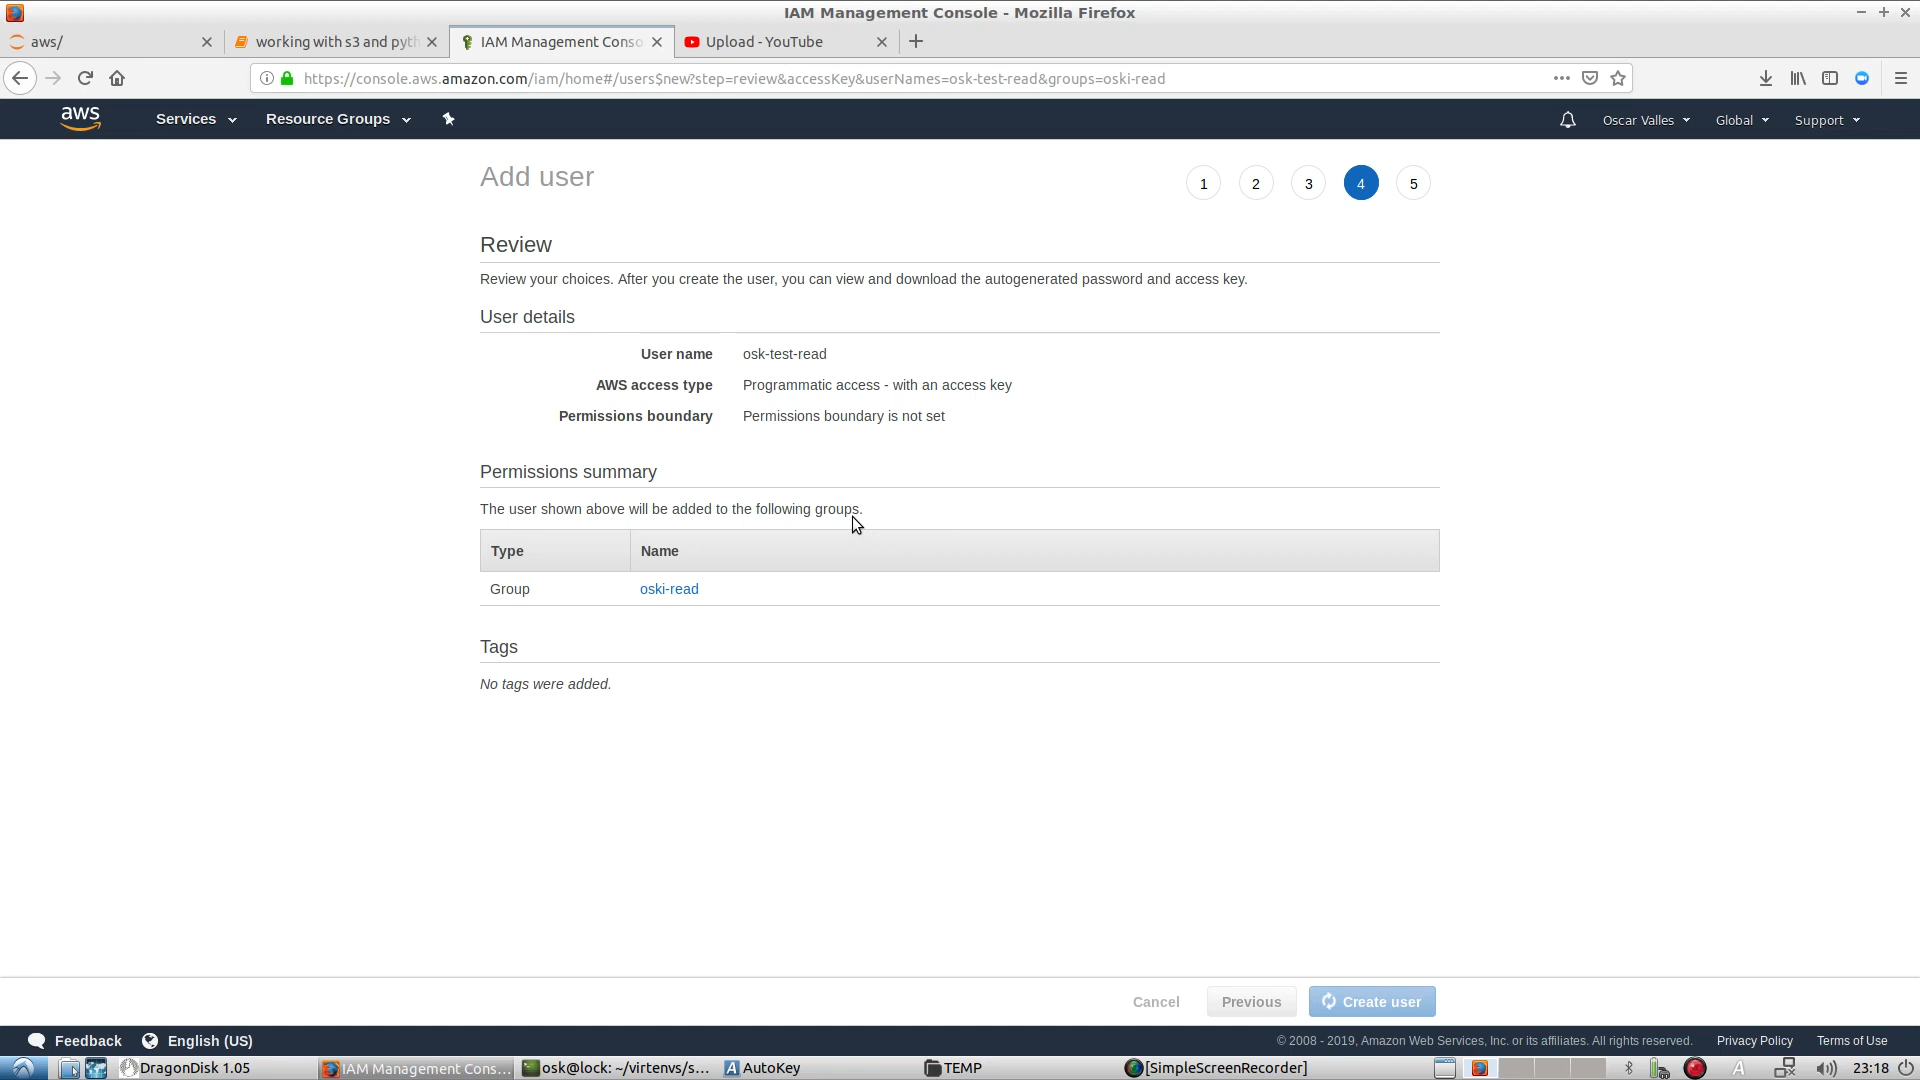 IAM Management Console - Mozilla Firefox
aws/
working with s3 and pyth
IAM Management Conso
Upload - YouTube
https://console.aws.amazon.com/iam/home#/users$new?step=review&accessKey&userNames=osk-test-read&groups=oski-read
aws
Services
Resource Groups
Oscar Valles
Global
Support
Add user
1
2
3
4
5
Review
Review your choices. After you create the user, you can view and download the autogenerated password and access key.
User details
User name osk-test-read
AWS access type Programmatic access - with an access key
Permissions boundary Permissions boundary is not set
Permissions summary
The user shown above will be added to the following groups.
Type Name
Group oski-read
Tags
No tags were added.
Cancel
Previous
Create user
Feedback
English (US)
© 2008 - 2019, Amazon Web Services, Inc. or its affiliates. All rights reserved.
Privacy Policy
Terms of Use
DragonDisk 1.05
IAM Management Cons...
osk@lock: ~/virtenvs/s...
A AutoKey
TEMP
[SimpleScreenRecorder]
A
23:18